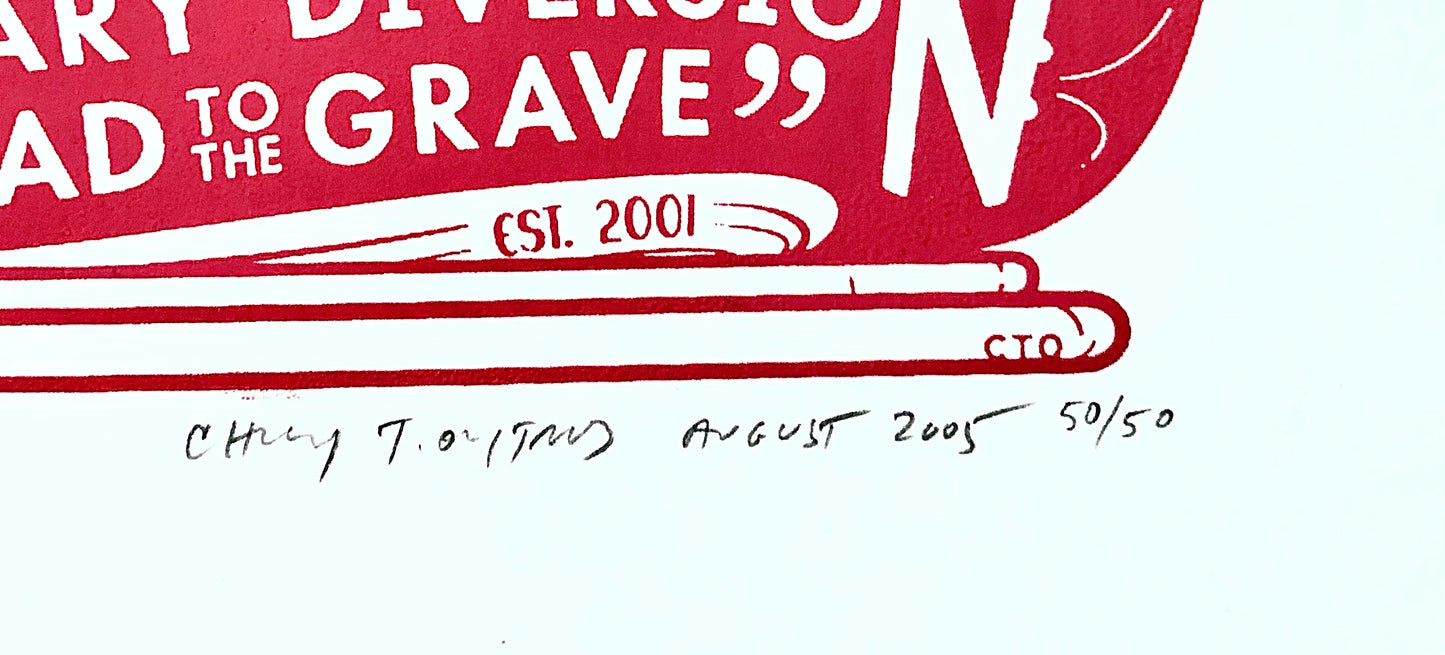 ARY DIVERSION
AD TO THE GRAVE”
N
EST. 2001
CTO
AUGUST 2005 50/50